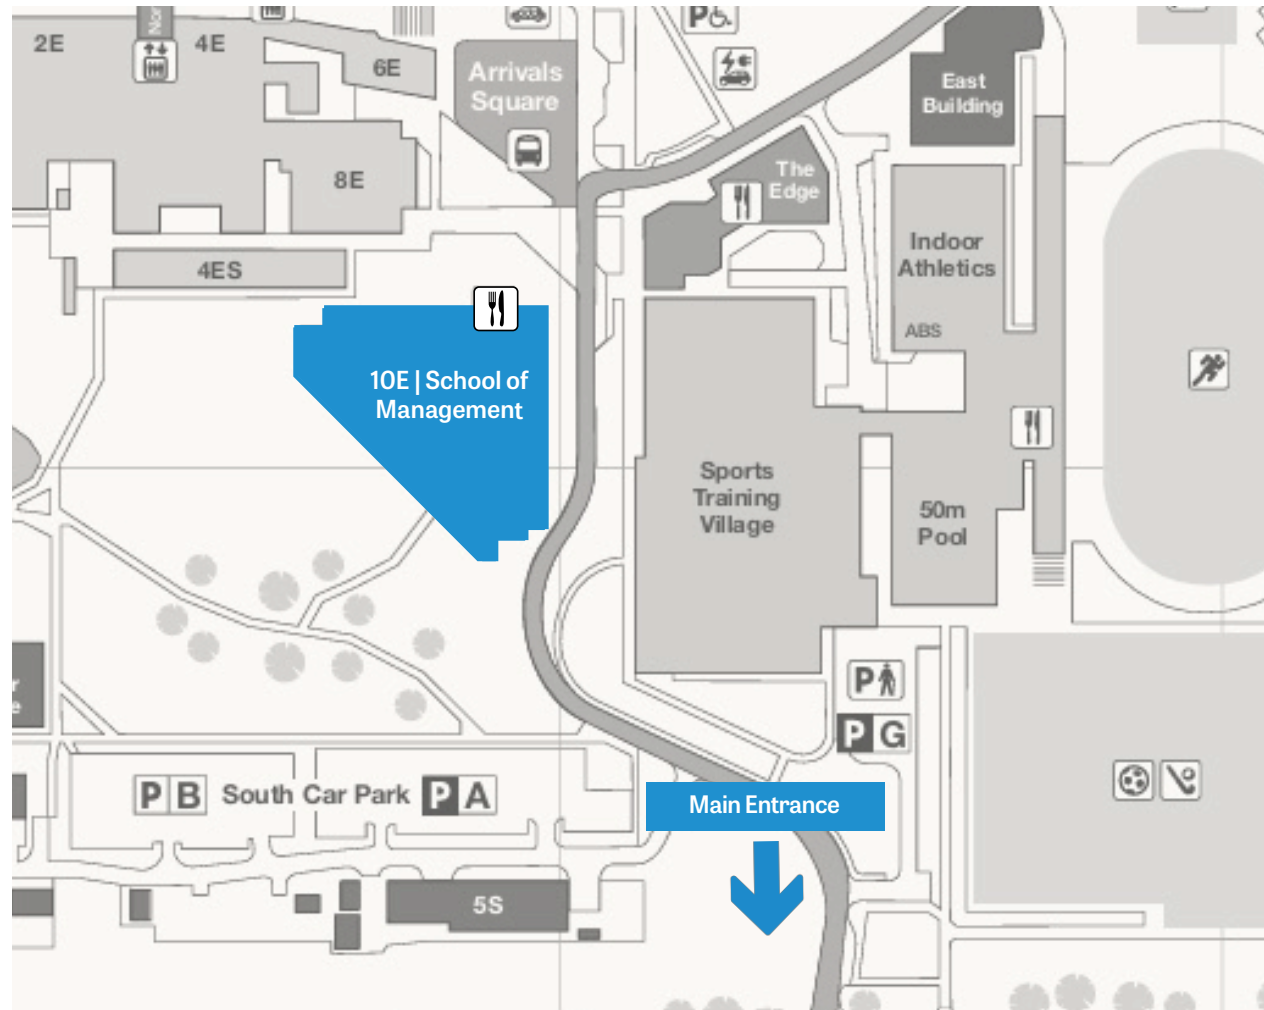 2E
Nor
4E
6E
8E
4ES
Arrivals
Square
P
East
Building
The
Edge
Indoor
Athletics
ABS
10E | School of
Management
Sports
Training
Village
50m
Pool
P
P G
r
e
P B South Car Park P A
Main Entrance
5S